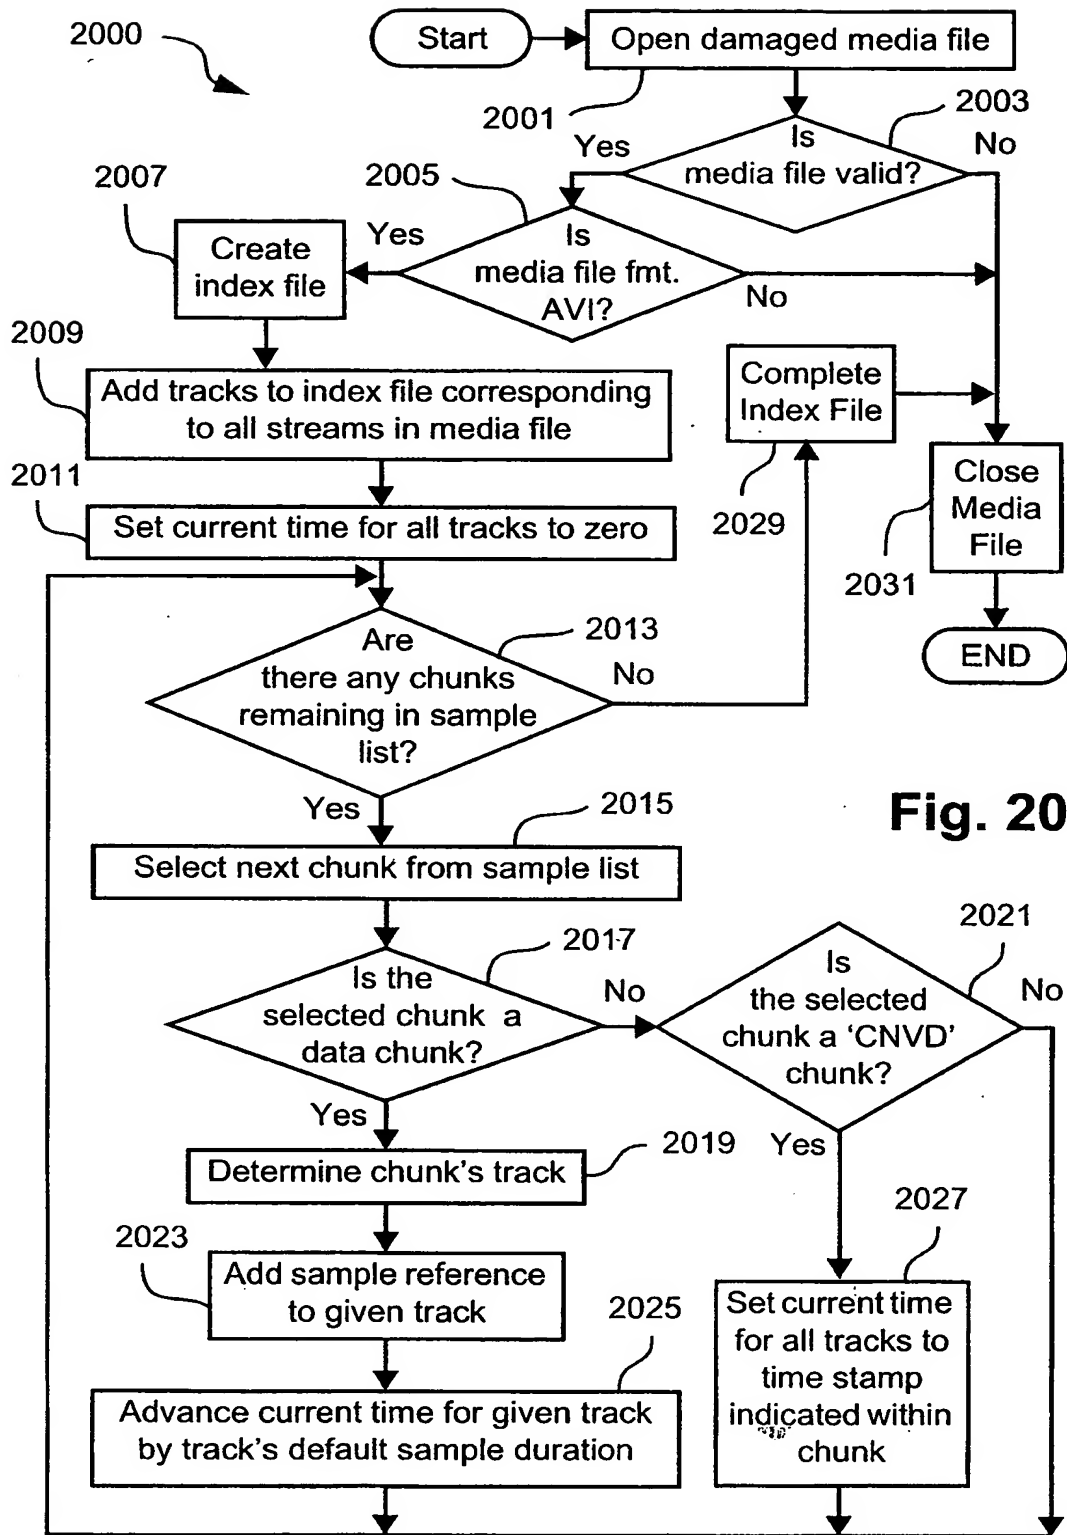 2000
Start
Open damaged media file
2001
2003
Is
media file valid?
Yes
No
2005
Is
media file fmt.
AVI?
Yes
No
2007
Create
index file
2009
Add tracks to index file corresponding
to all streams in media file
2011
Set current time for all tracks to zero
Complete
Index File
2029
Close
Media
File
2031
END
2013
Are
there any chunks
remaining in sample
list?
No
Yes
Fig. 20
2015
Select next chunk from sample list
2017
Is the
selected chunk a
data chunk?
No
Yes
2021
Is
the selected
chunk a 'CNVD'
chunk?
No
Yes
2019
Determine chunk's track
2023
Add sample reference
to given track
2025
Advance current time for given track
by track's default sample duration
2027
Set current time
for all tracks to
time stamp
indicated within
chunk